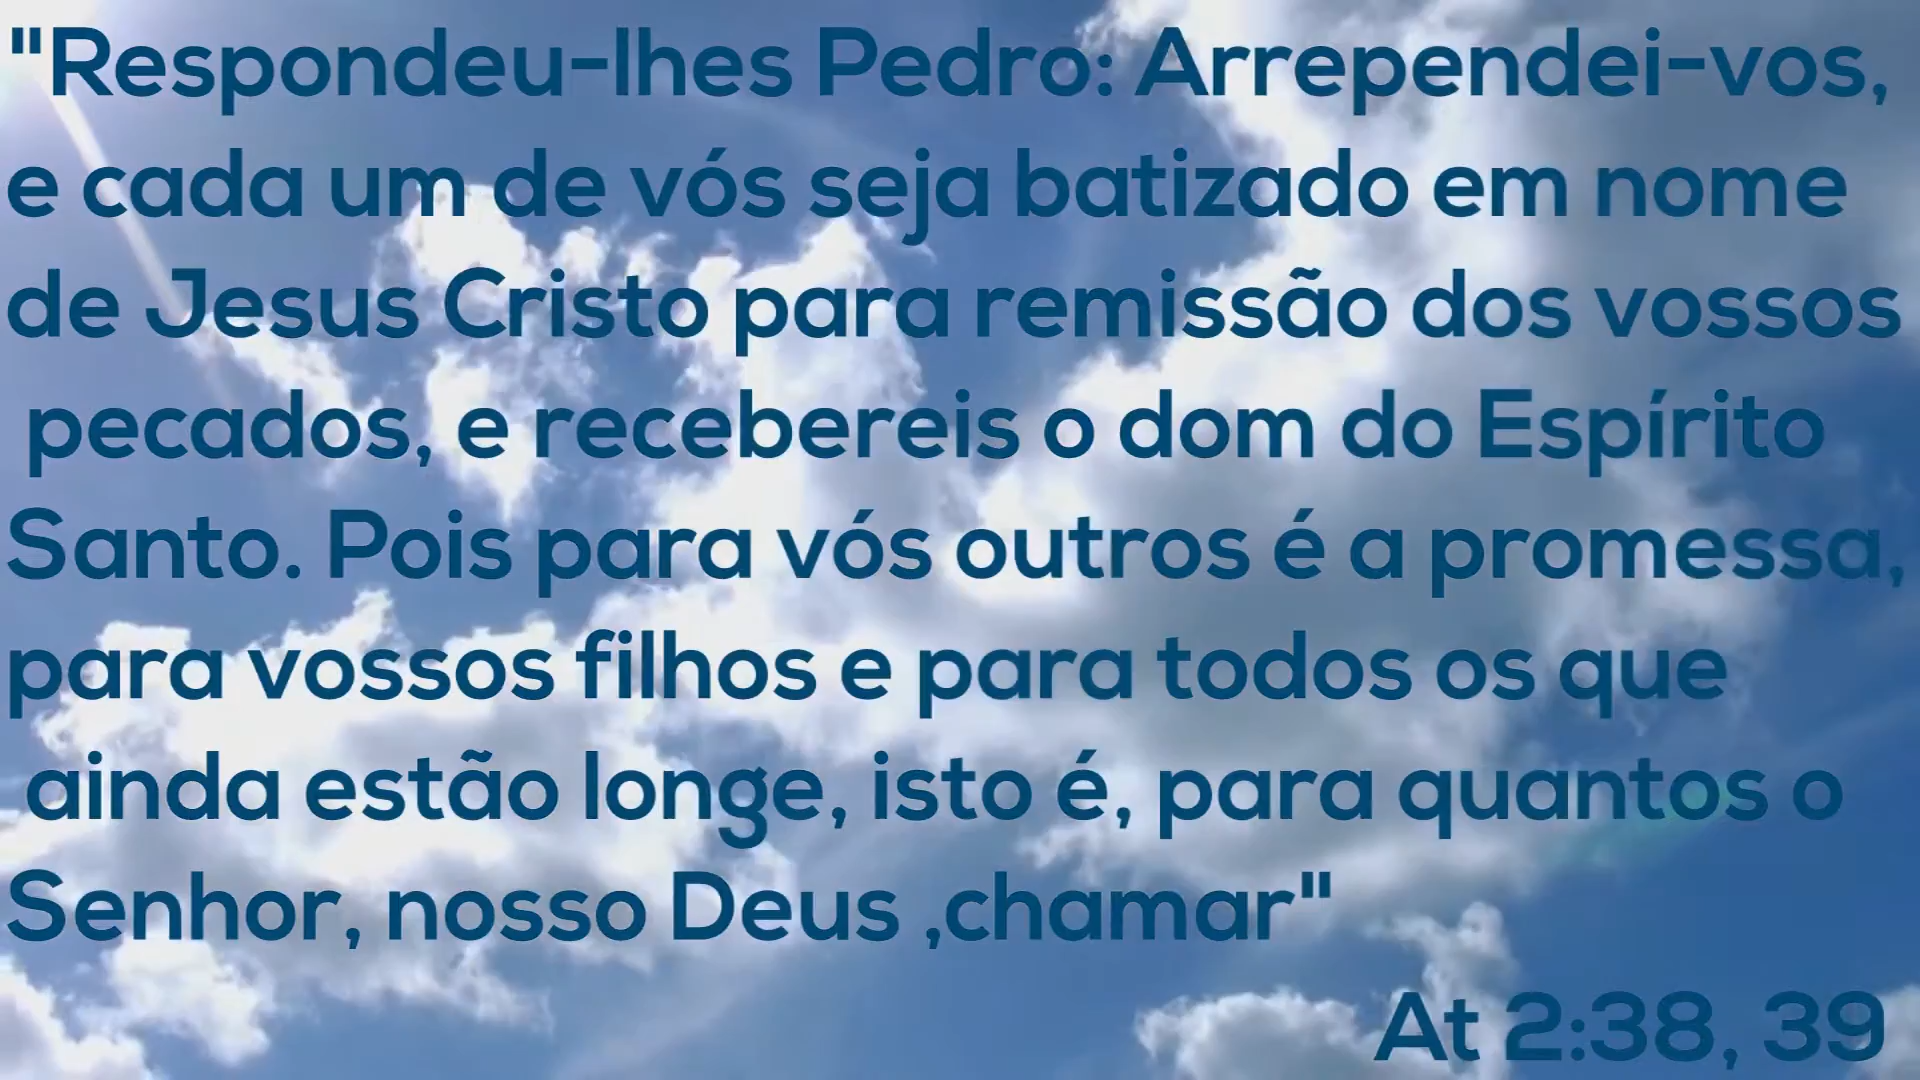 "Respondeu-lhes Pedro: Arrependei-vos,
e cada um de vós seja batizado em nome
de Jesus Cristo para remissão dos vossos
pecados, e recebereis o dom do Espírito
Santo. Pois para vós outros é a promessa,
para vossos filhos e para todos os que
ainda estão longe, isto é, para quantos o
Senhor, nosso Deus ,chamar"
At 2:38, 39